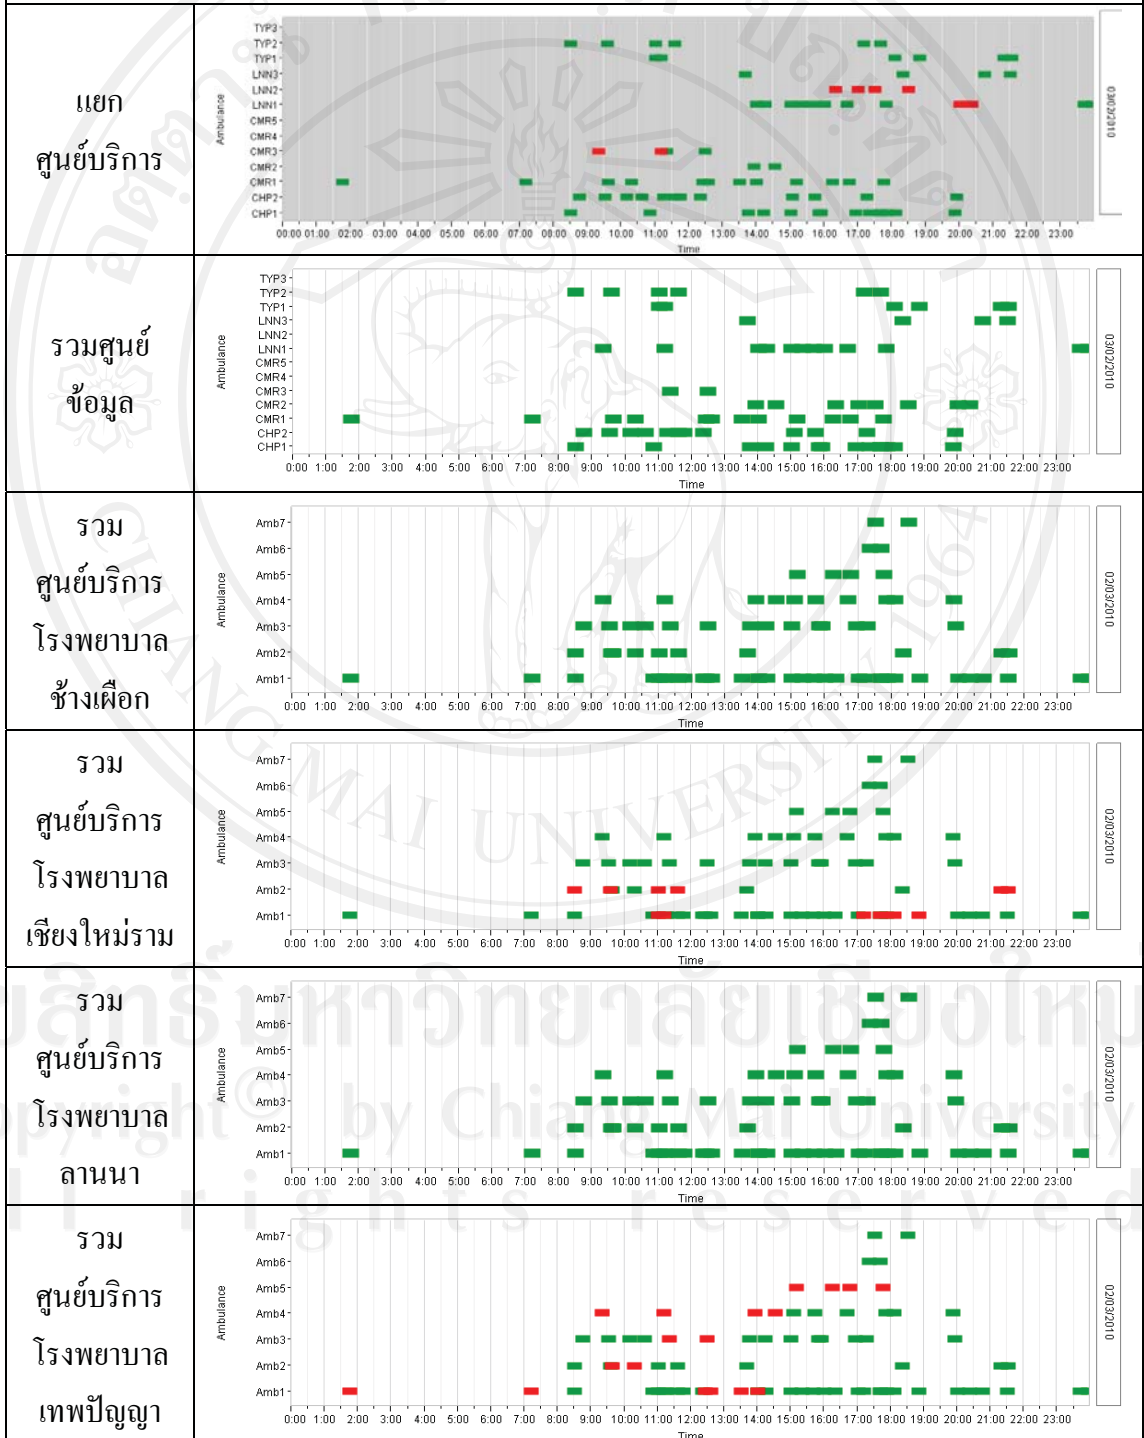 แยก
ศูนย์บริการ
Ambulance
TYP3
TYP2
TYP1
LNN3
LNN2
LNN1
CMR5
CMR4
CMR3
CMR2
CMR1
CHP2
CHP1
00:00 01:00 02:00 03:00 04:00 05:00 06:00 07:00 08:00 09:00 10:00 11:00 12:00 13:00 14:00 15:00 16:00 17:00 18:00 19:00 20:00 21:00 22:00 23:00
Time
03/02/2010
รวมศูนย์
ข้อมูล
Ambulance
TYP3
TYP2
TYP1
LNN3
LNN2
LNN1
CMR5
CMR4
CMR3
CMR2
CMR1
CHP2
CHP1
0:00 1:00 2:00 3:00 4:00 5:00 6:00 7:00 8:00 9:00 10:00 11:00 12:00 13:00 14:00 15:00 16:00 17:00 18:00 19:00 20:00 21:00 22:00 23:00
Time
03/02/2010
รวม
ศูนย์บริการ
โรงพยาบาล
ช้างเผือก
Ambulance
Amb7
Amb6
Amb5
Amb4
Amb3
Amb2
Amb1
0:00 1:00 2:00 3:00 4:00 5:00 6:00 7:00 8:00 9:00 10:00 11:00 12:00 13:00 14:00 15:00 16:00 17:00 18:00 19:00 20:00 21:00 22:00 23:00
Time
02/03/2010
รวม
ศูนย์บริการ
โรงพยาบาล
เชียงใหม่ราม
Ambulance
Amb7
Amb6
Amb5
Amb4
Amb3
Amb2
Amb1
0:00 1:00 2:00 3:00 4:00 5:00 6:00 7:00 8:00 9:00 10:00 11:00 12:00 13:00 14:00 15:00 16:00 17:00 18:00 19:00 20:00 21:00 22:00 23:00
Time
02/03/2010
รวม
ศูนย์บริการ
โรงพยาบาล
ลานนา
Ambulance
Amb7
Amb6
Amb5
Amb4
Amb3
Amb2
Amb1
0:00 1:00 2:00 3:00 4:00 5:00 6:00 7:00 8:00 9:00 10:00 11:00 12:00 13:00 14:00 15:00 16:00 17:00 18:00 19:00 20:00 21:00 22:00 23:00
Time
02/03/2010
รวม
ศูนย์บริการ
โรงพยาบาล
เทพปัญญา
Ambulance
Amb7
Amb6
Amb5
Amb4
Amb3
Amb2
Amb1
0:00 1:00 2:00 3:00 4:00 5:00 6:00 7:00 8:00 9:00 10:00 11:00 12:00 13:00 14:00 15:00 16:00 17:00 18:00 19:00 20:00 21:00 22:00 23:00
Time
02/03/2010
CHIANG MAI UNIVERSITY 1964
by Chiang Mai University
rights reserved